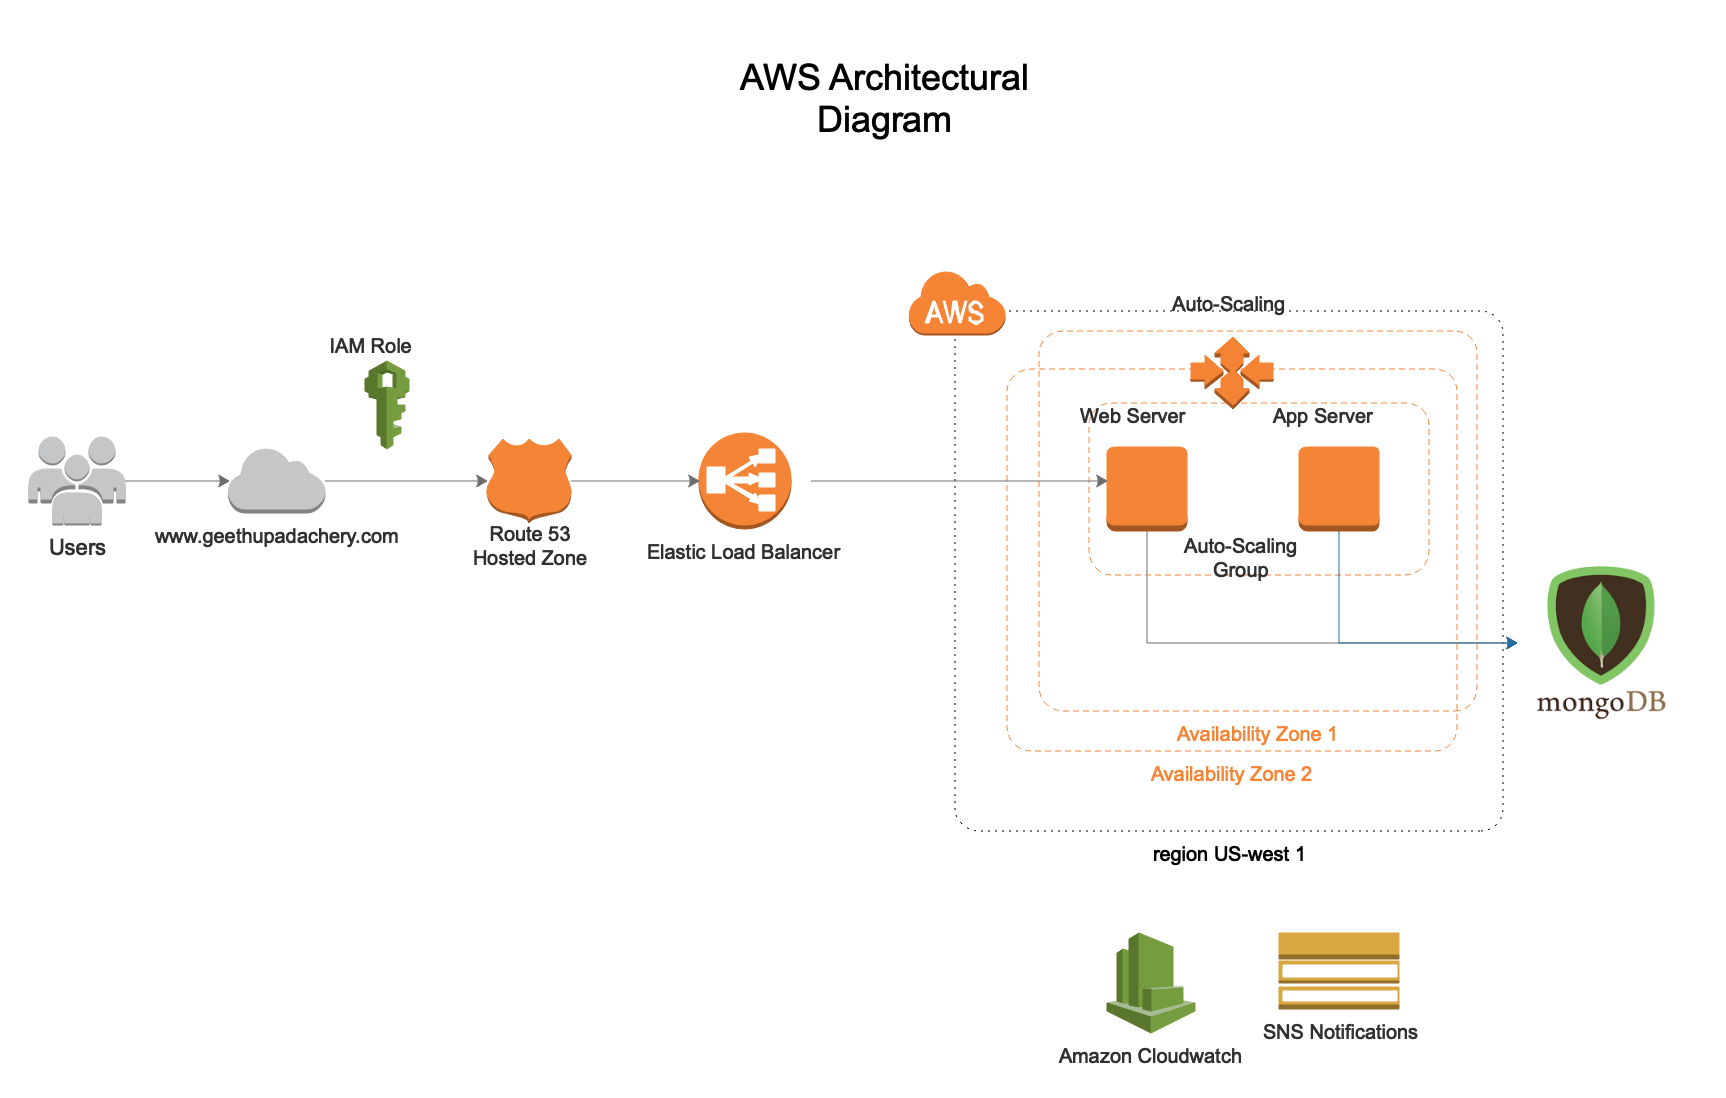 AWS Architectural
Diagram
AWS
Auto-Scaling
IAM Role
Web Server
App Server
Users
www.geethupadachery.com
Route 53
Hosted Zone
Elastic Load Balancer
Auto-Scaling
Group
mongoDB
Availability Zone 1
Availability Zone 2
region US-west 1
Amazon Cloudwatch
SNS Notifications